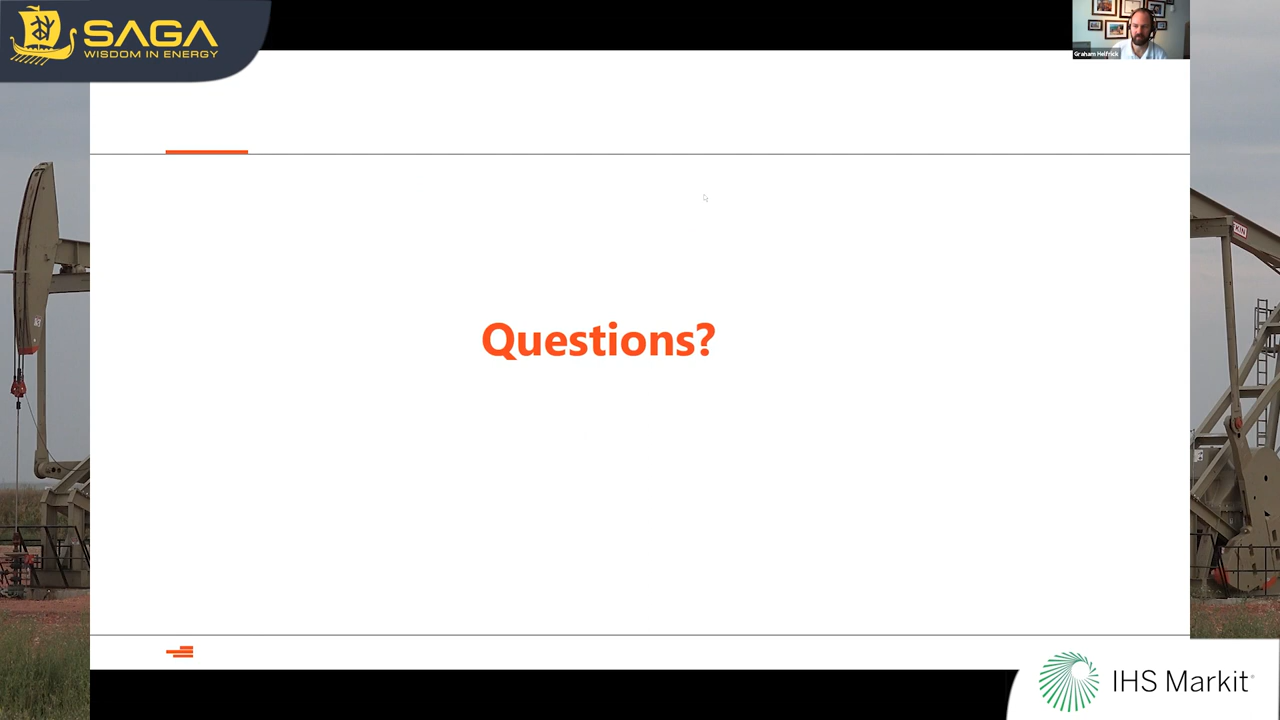 SAGA
WISDOM IN ENERGY
Graham Helfrick
Questions?
IHS Markit